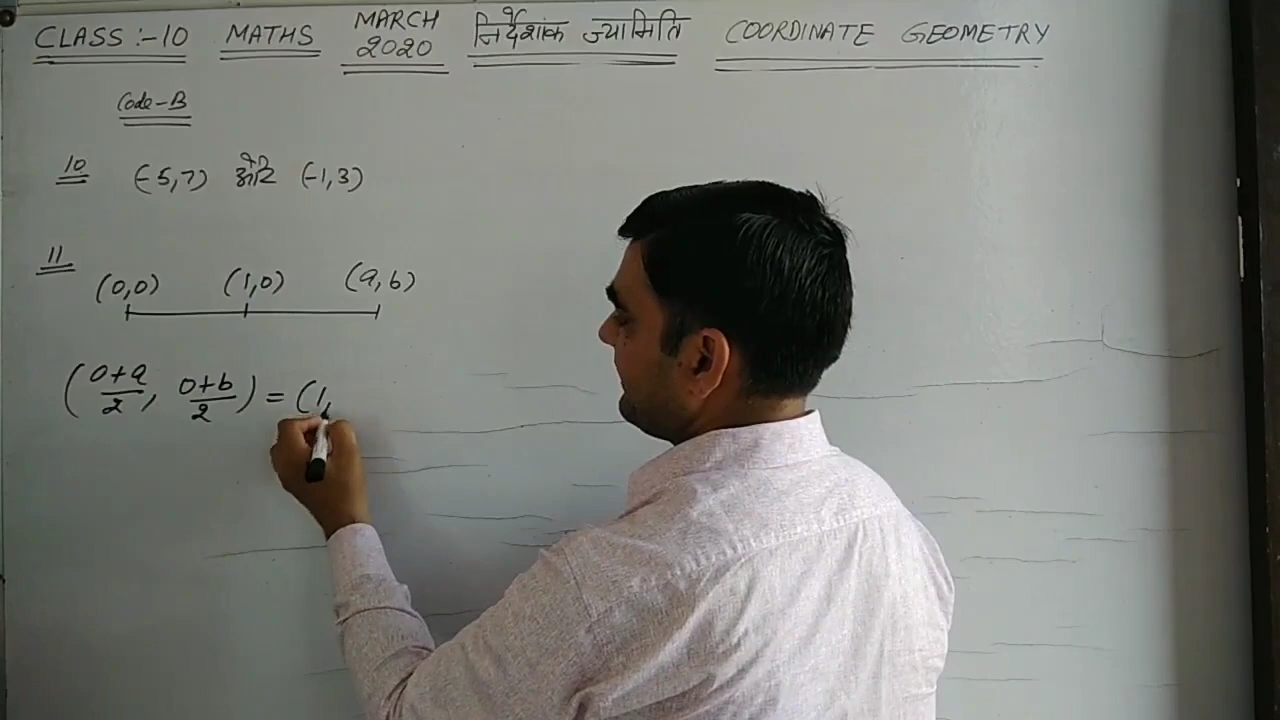 CLASS :-10 MATHS MARCH 2020 निर्देशांक ज्यामिति COORDINATE GEOMETRY
Code-B
10 (-5,7) और (-1,3)
11
(0,0) (1,0) (a,b)
(0+a/2, 0+b/2) = (1,